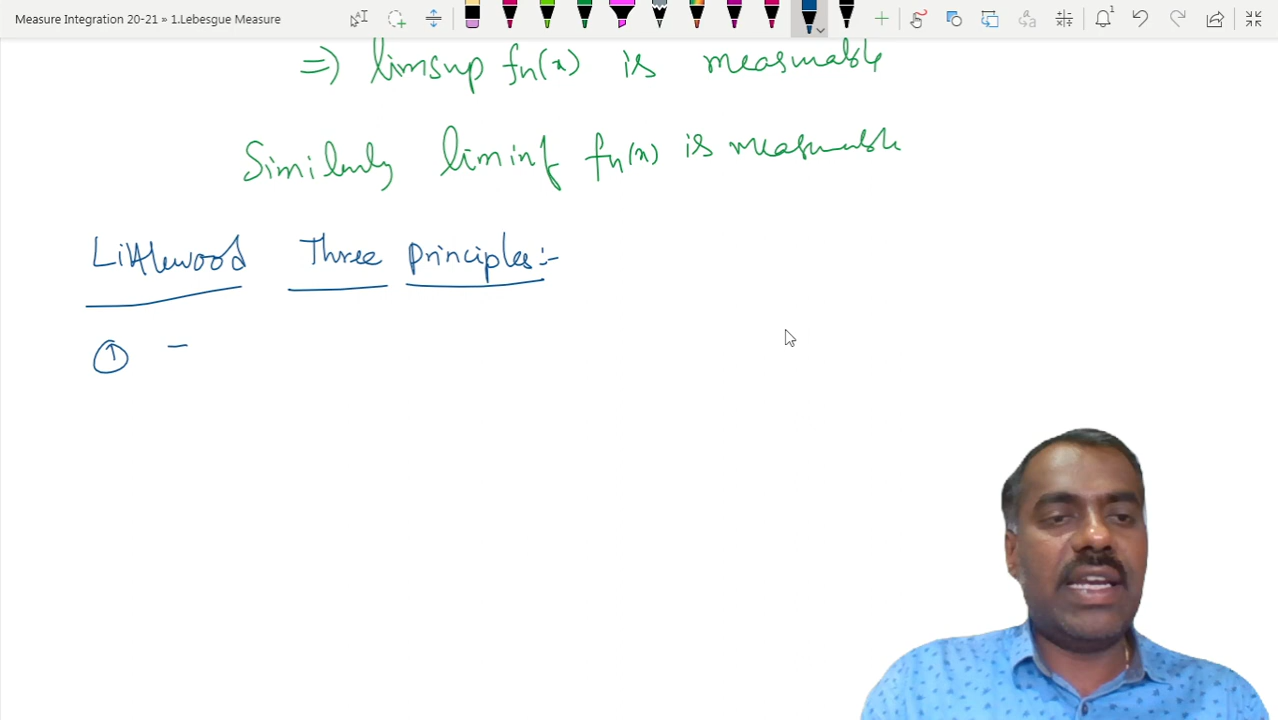 Measure Integration 20-21 » 1.Lebesgue Measure
=) limsup fn(x) is measurable
Similarly liminf fn(x) is measurable
Littlewood Three Principles:-
① -